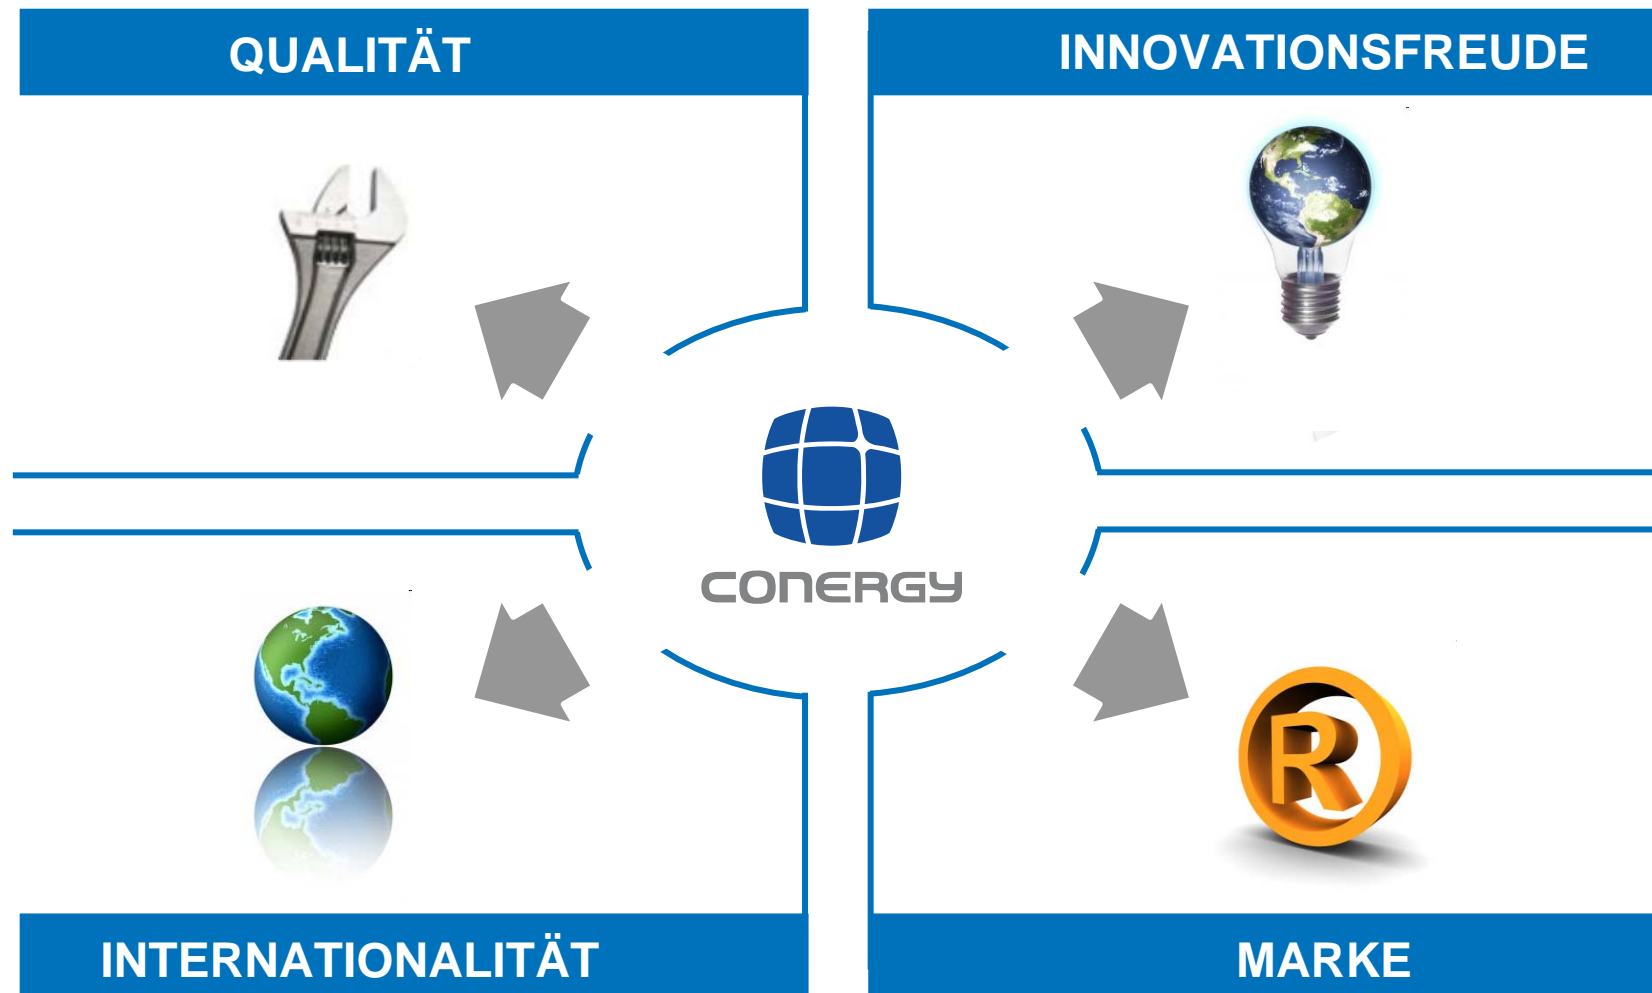 QUALITÄT
INNOVATIONSFREUDE
CONERGY
R
INTERNATIONALITÄT
MARKE